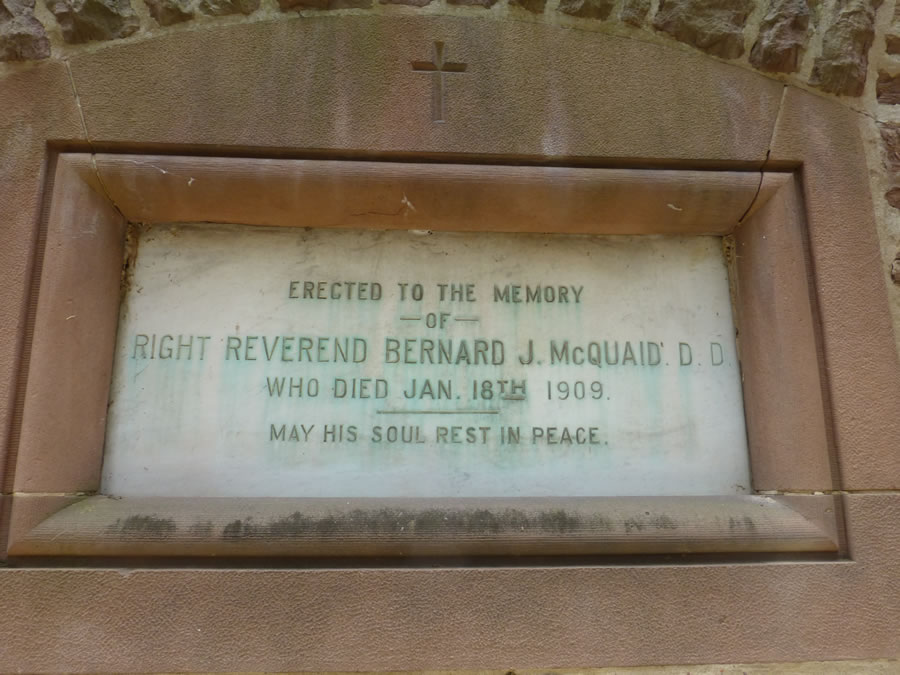 ERECTED TO THE MEMORY
—OF—
RIGHT REVEREND BERNARD J. McQUAID. D. D
WHO DIED JAN. 18TH 1909.
MAY HIS SOUL REST IN PEACE.